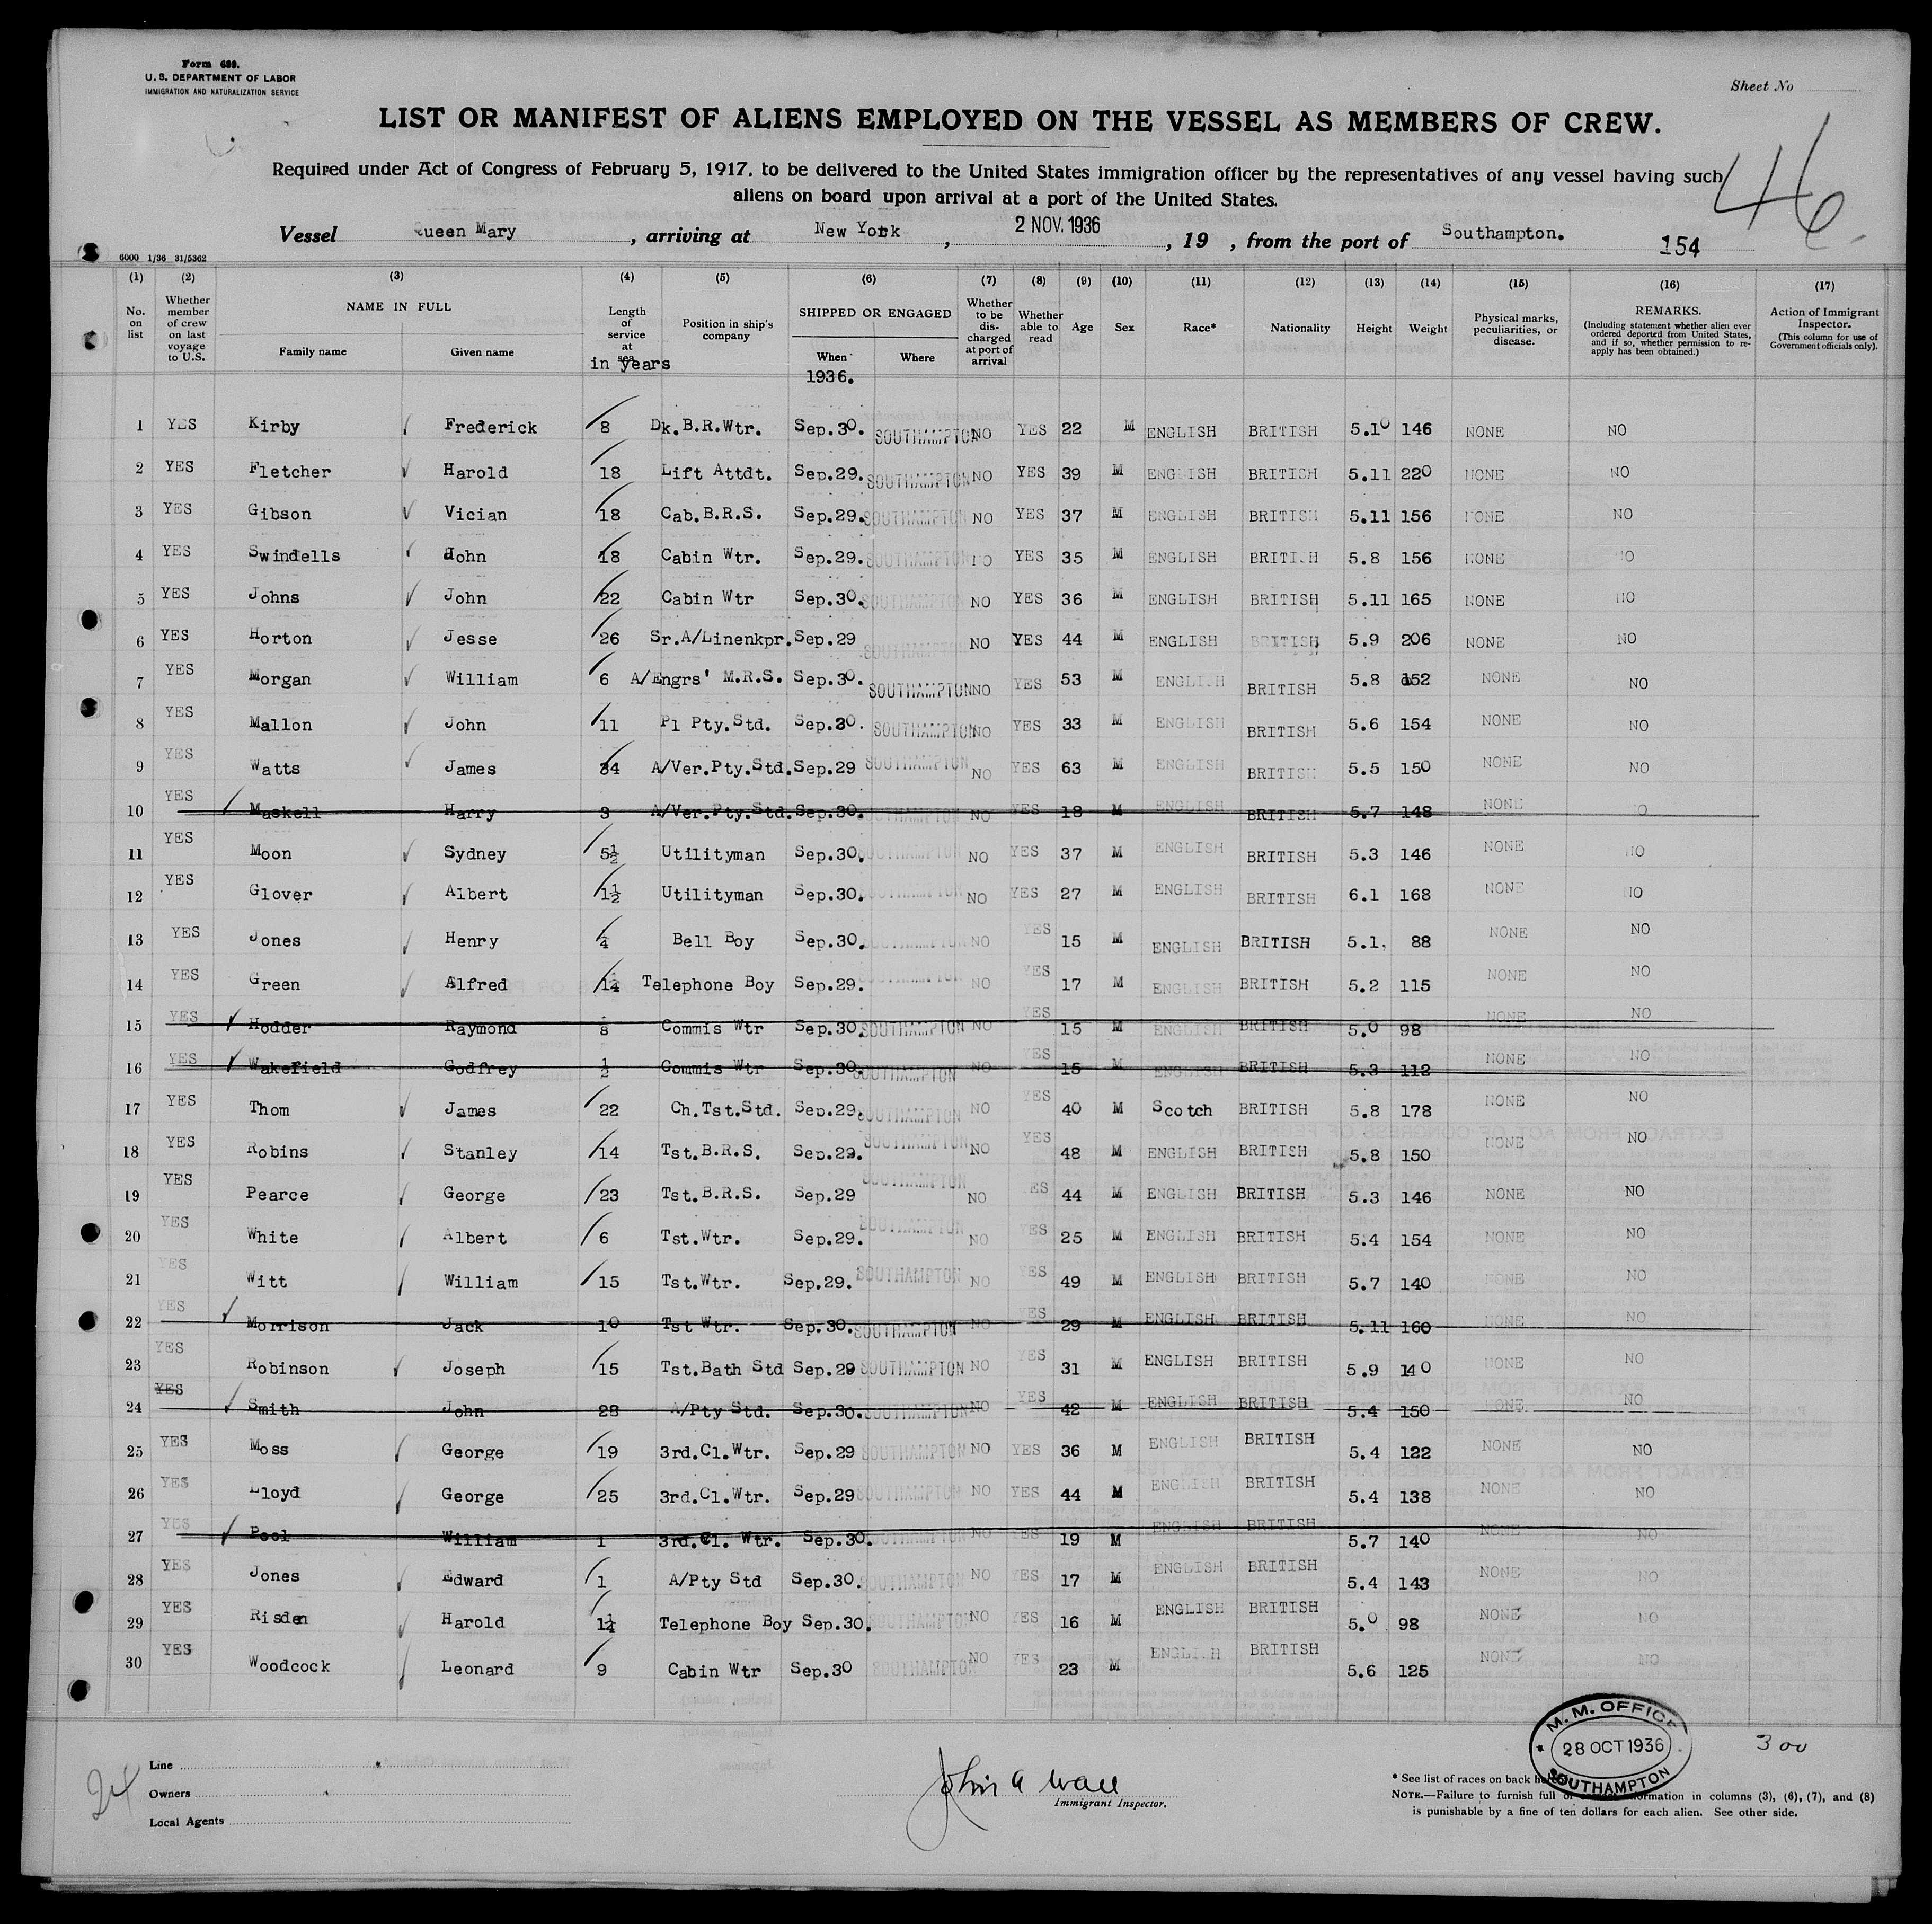 Form 689.
U. S. DEPARTMENT OF LABOR
IMMIGRATION AND NATURALIZATION SERVICE
Sheet No
LIST OR MANIFEST OF ALIENS EMPLOYED ON THE VESSEL AS MEMBERS OF CREW.
46
Required under Act of Congress of February 5, 1917, to be delivered to the United States immigration officer by the representatives of any vessel having such
aliens on board upon arrival at a port of the United States.
Vessel Queen Mary, arriving at New York, 2 NOV. 1936, 19 , from the port of Southampton. 154
6000 1/36 31/5362
(1) (2) (3) (4) (5) (6) (7) (8) (9) (10) (11) (12) (13) (14) (15) (16) (17)
No. on list
Whether member of crew on last voyage to U.S.
NAME IN FULL
Family name Given name
Length of service at sea
in years
Position in ship's company
SHIPPED OR ENGAGED
When Where
1936.
Whether to be discharged at port of arrival
Whether able to read
Age Sex Race* Nationality Height Weight
Physical marks, peculiarities, or disease.
REMARKS.
(Including statement whether alien ever ordered deported from United States, and if so, whether permission to re-apply has been obtained.)
Action of Immigrant Inspector.
(This column for use of Government officials only).
1 YES Kirby Frederick 8 Dk.B.R.Wtr. Sep.30. SOUTHAMPTON NO YES 22 M ENGLISH BRITISH 5.10 146 NONE NO
2 YES Fletcher Harold 18 Lift Attdt. Sep.29. SOUTHAMPTON NO YES 39 M ENGLISH BRITISH 5.11 220 NONE NO
3 YES Gibson Vician 18 Cab.B.R.S. Sep.29. SOUTHAMPTON NO YES 37 M ENGLISH BRITISH 5.11 156 NONE NO
4 YES Swindells John 18 Cabin Wtr. Sep.29. SOUTHAMPTON NO YES 35 M ENGLISH BRITISH 5.8 156 NONE NO
5 YES Johns John 22 Cabin Wtr Sep.30. SOUTHAMPTON NO YES 36 M ENGLISH BRITISH 5.11 165 NONE NO
6 YES Horton Jesse 26 Sr.A/Linenkpr. Sep.29 SOUTHAMPTON NO YES 44 M ENGLISH BRITISH 5.9 206 NONE NO
7 YES Morgan William 6 A/Engrs' M.R.S. Sep.30. SOUTHAMPTON NO YES 53 M ENGLISH BRITISH 5.8 152 NONE NO
8 YES Mallon John 11 Pl Pty.Std. Sep.30. SOUTHAMPTON NO YES 33 M ENGLISH BRITISH 5.6 154 NONE NO
9 YES Watts James 34 A/Ver.Pty.Std. Sep.29 SOUTHAMPTON NO YES 63 M ENGLISH BRITISH 5.5 150 NONE NO
10 YES Maskell Harry 3 A/Ver.Pty.Std. Sep.30. SOUTHAMPTON NO YES 18 M ENGLISH BRITISH 5.7 148 NONE NO
11 YES Moon Sydney 5½ Utilityman Sep.30. SOUTHAMPTON NO YES 37 M ENGLISH BRITISH 5.3 146 NONE NO
12 YES Glover Albert 1½ Utilityman Sep.30. SOUTHAMPTON NO YES 27 M ENGLISH BRITISH 6.1 168 NONE NO
13 YES Jones Henry ¼ Bell Boy Sep.30. SOUTHAMPTON NO YES 15 M ENGLISH BRITISH 5.1. 88 NONE NO
14 YES Green Alfred 1¼ Telephone Boy Sep.29. SOUTHAMPTON NO YES 17 M ENGLISH BRITISH 5.2 115 NONE NO
15 YES Hodder Raymond Commis Wtr Sep.30. SOUTHAMPTON NO YES 15 M ENGLISH BRITISH 5.0 98 NONE NO
16 YES Wakefield Godfrey ½ Commis Wtr Sep.30. SOUTHAMPTON NO YES 15 M ENGLISH BRITISH 5.3 112 NONE NO
17 YES Thom James 22 Ch.Tst.Std. Sep.29. SOUTHAMPTON NO YES 40 M Scotch BRITISH 5.8 178 NONE NO
18 YES Robins Stanley 14 Tst.B.R.S. Sep.29. SOUTHAMPTON NO YES 48 M ENGLISH BRITISH 5.8 150 NONE NO
19 YES Pearce George 23 Tst.B.R.S. Sep.29 SOUTHAMPTON NO YES 44 M ENGLISH BRITISH 5.3 146 NONE NO
20 YES White Albert 6 Tst.Wtr. Sep.29. SOUTHAMPTON NO YES 25 M ENGLISH BRITISH 5.4 154 NONE NO
21 YES Witt William 15 Tst.Wtr. Sep.29. SOUTHAMPTON NO YES 49 M ENGLISH BRITISH 5.7 140 NONE NO
22 YES Morrison Jack 10 Tst Wtr. Sep.30. SOUTHAMPTON NO YES 29 M ENGLISH BRITISH 5.11 160 NONE NO
23 YES Robinson Joseph 15 Tst.Bath Std Sep.29 SOUTHAMPTON NO YES 31 M ENGLISH BRITISH 5.9 140 NONE NO
24 YES Smith John 28 A/Pty Std. Sep.30. SOUTHAMPTON NO YES 42 M ENGLISH BRITISH 5.4 150 NONE NO
25 YES Moss George 19 3rd.Cl.Wtr. Sep.29 SOUTHAMPTON NO YES 36 M ENGLISH BRITISH 5.4 122 NONE NO
26 YES Lloyd George 25 3rd.Cl.Wtr. Sep.29 SOUTHAMPTON NO YES 44 M ENGLISH BRITISH 5.4 138 NONE NO
27 YES Pool William 1 3rd.Cl. Wtr. Sep.30. SOUTHAMPTON NO YES 19 M ENGLISH BRITISH 5.7 140 NONE NO
28 YES Jones Edward 1 A/Pty Std Sep.30. SOUTHAMPTON NO YES 17 M ENGLISH BRITISH 5.4 143 NONE NO
29 YES Risden Harold 1¼ Telephone Boy Sep.30. SOUTHAMPTON NO YES 16 M ENGLISH BRITISH 5.0 98 NONE NO
30 YES Woodcock Leonard 9 Cabin Wtr Sep.30 SOUTHAMPTON NO YES 23 M ENGLISH BRITISH 5.6 125 NONE NO
M. M. OFFICE
28 OCT 1936
SOUTHAMPTON
300
24
Line
Owners
Local Agents
John A Wall
Immigrant Inspector.
* See list of races on back
NOTE.—Failure to furnish full or information in columns (3), (6), (7), and (8)
is punishable by a fine of ten dollars for each alien. See other side.